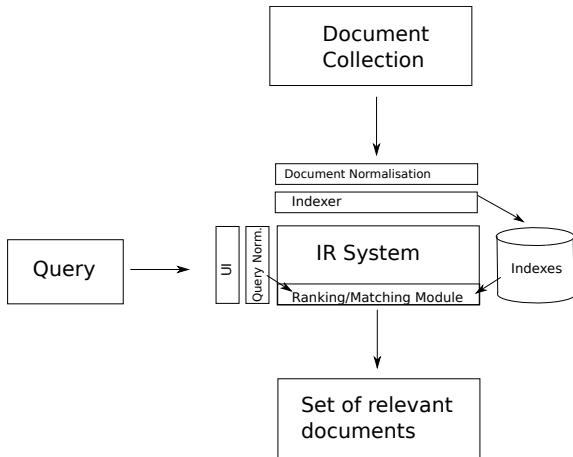 Document
Collection
Document Normalisation
Indexer
Query
UI
Query Norm.
IR System
Ranking/Matching Module
Indexes
Set of relevant
documents